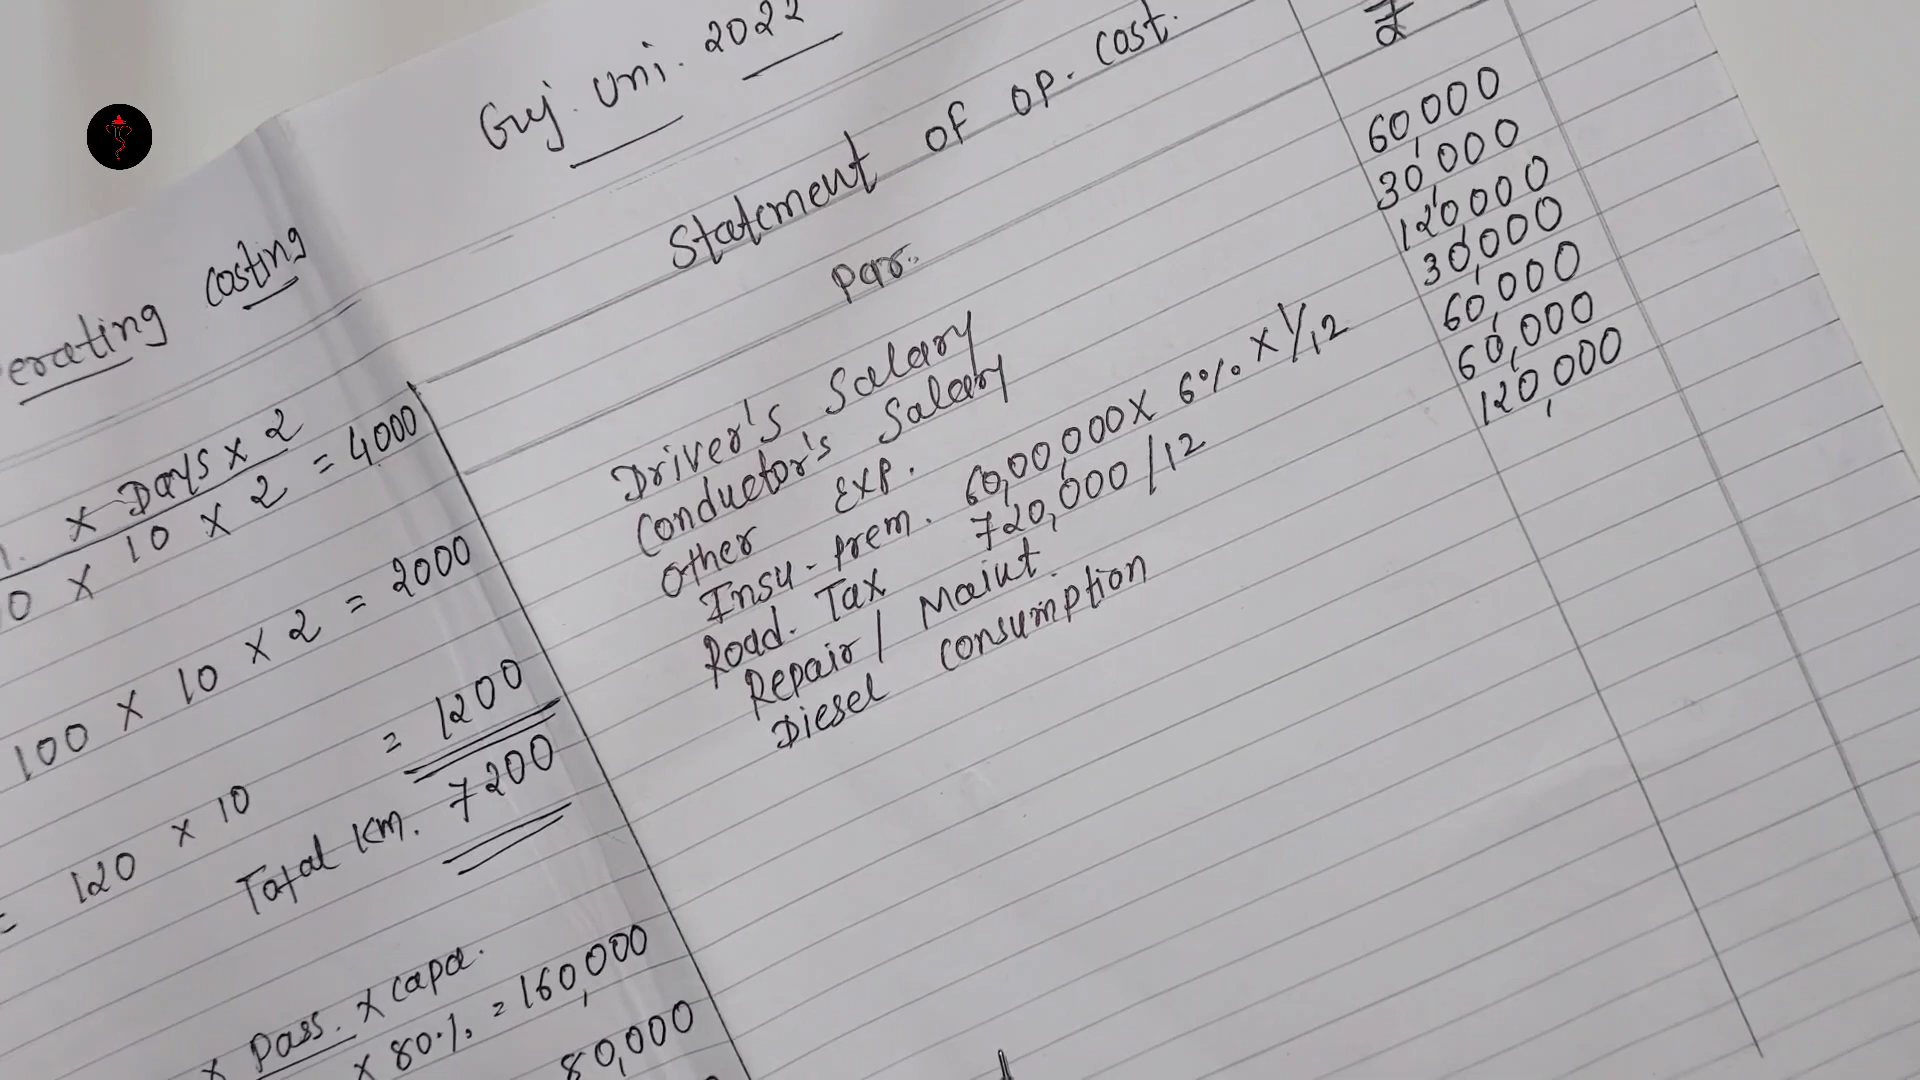 Guj. Uni. 2022
erating costing
x Days x 2
0 x 10 x 2 = 4000
100 x 10 x 2 = 2000
= 120 x 10 = 1200
Total Km. 7200
x Pass. x capa.
x 80% = 160,000
80,000
Statement of op. cost.
Par. ₹
Driver's Salary 60,000
Conductor's Salary 30,000
Other Exp. 120000
Insu. prem. 60,00,000 x 6% x 1/12 30,000
Road. Tax 720,000/12 60,000
Repair/Maint. 60,000
Diesel consumption 120,000